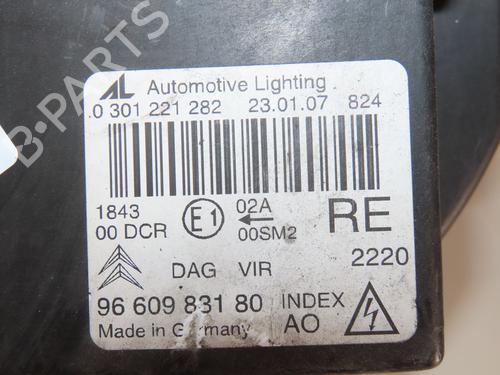 B-PARTS
AL Automotive Lighting
0 301 221 282 23.01.07 824
1843
00 DCR E1 02A
00SM2 RE
DAG VIR 2220
96 609 831 80 INDEX
Made in Germany AO